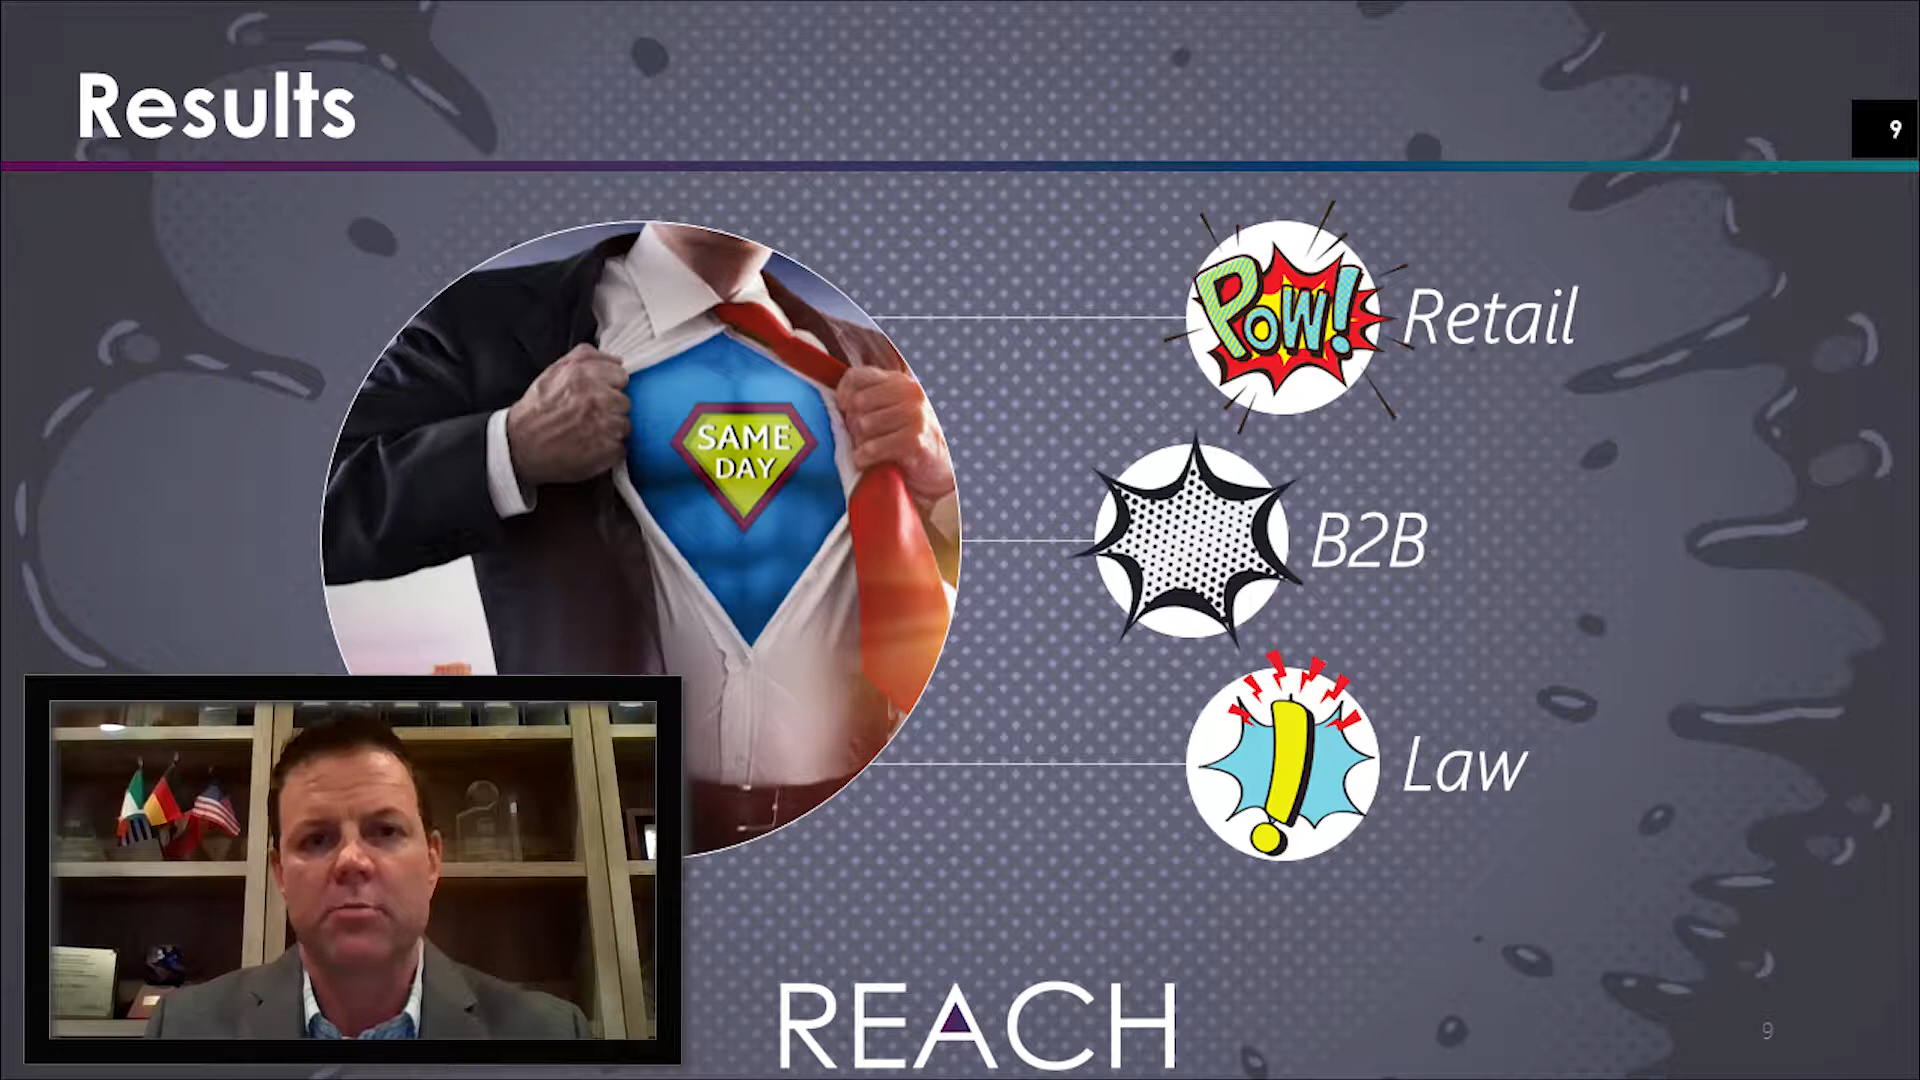 Results
9
SAME
DAY
POW!
Retail
B2B
Law
REACH
9